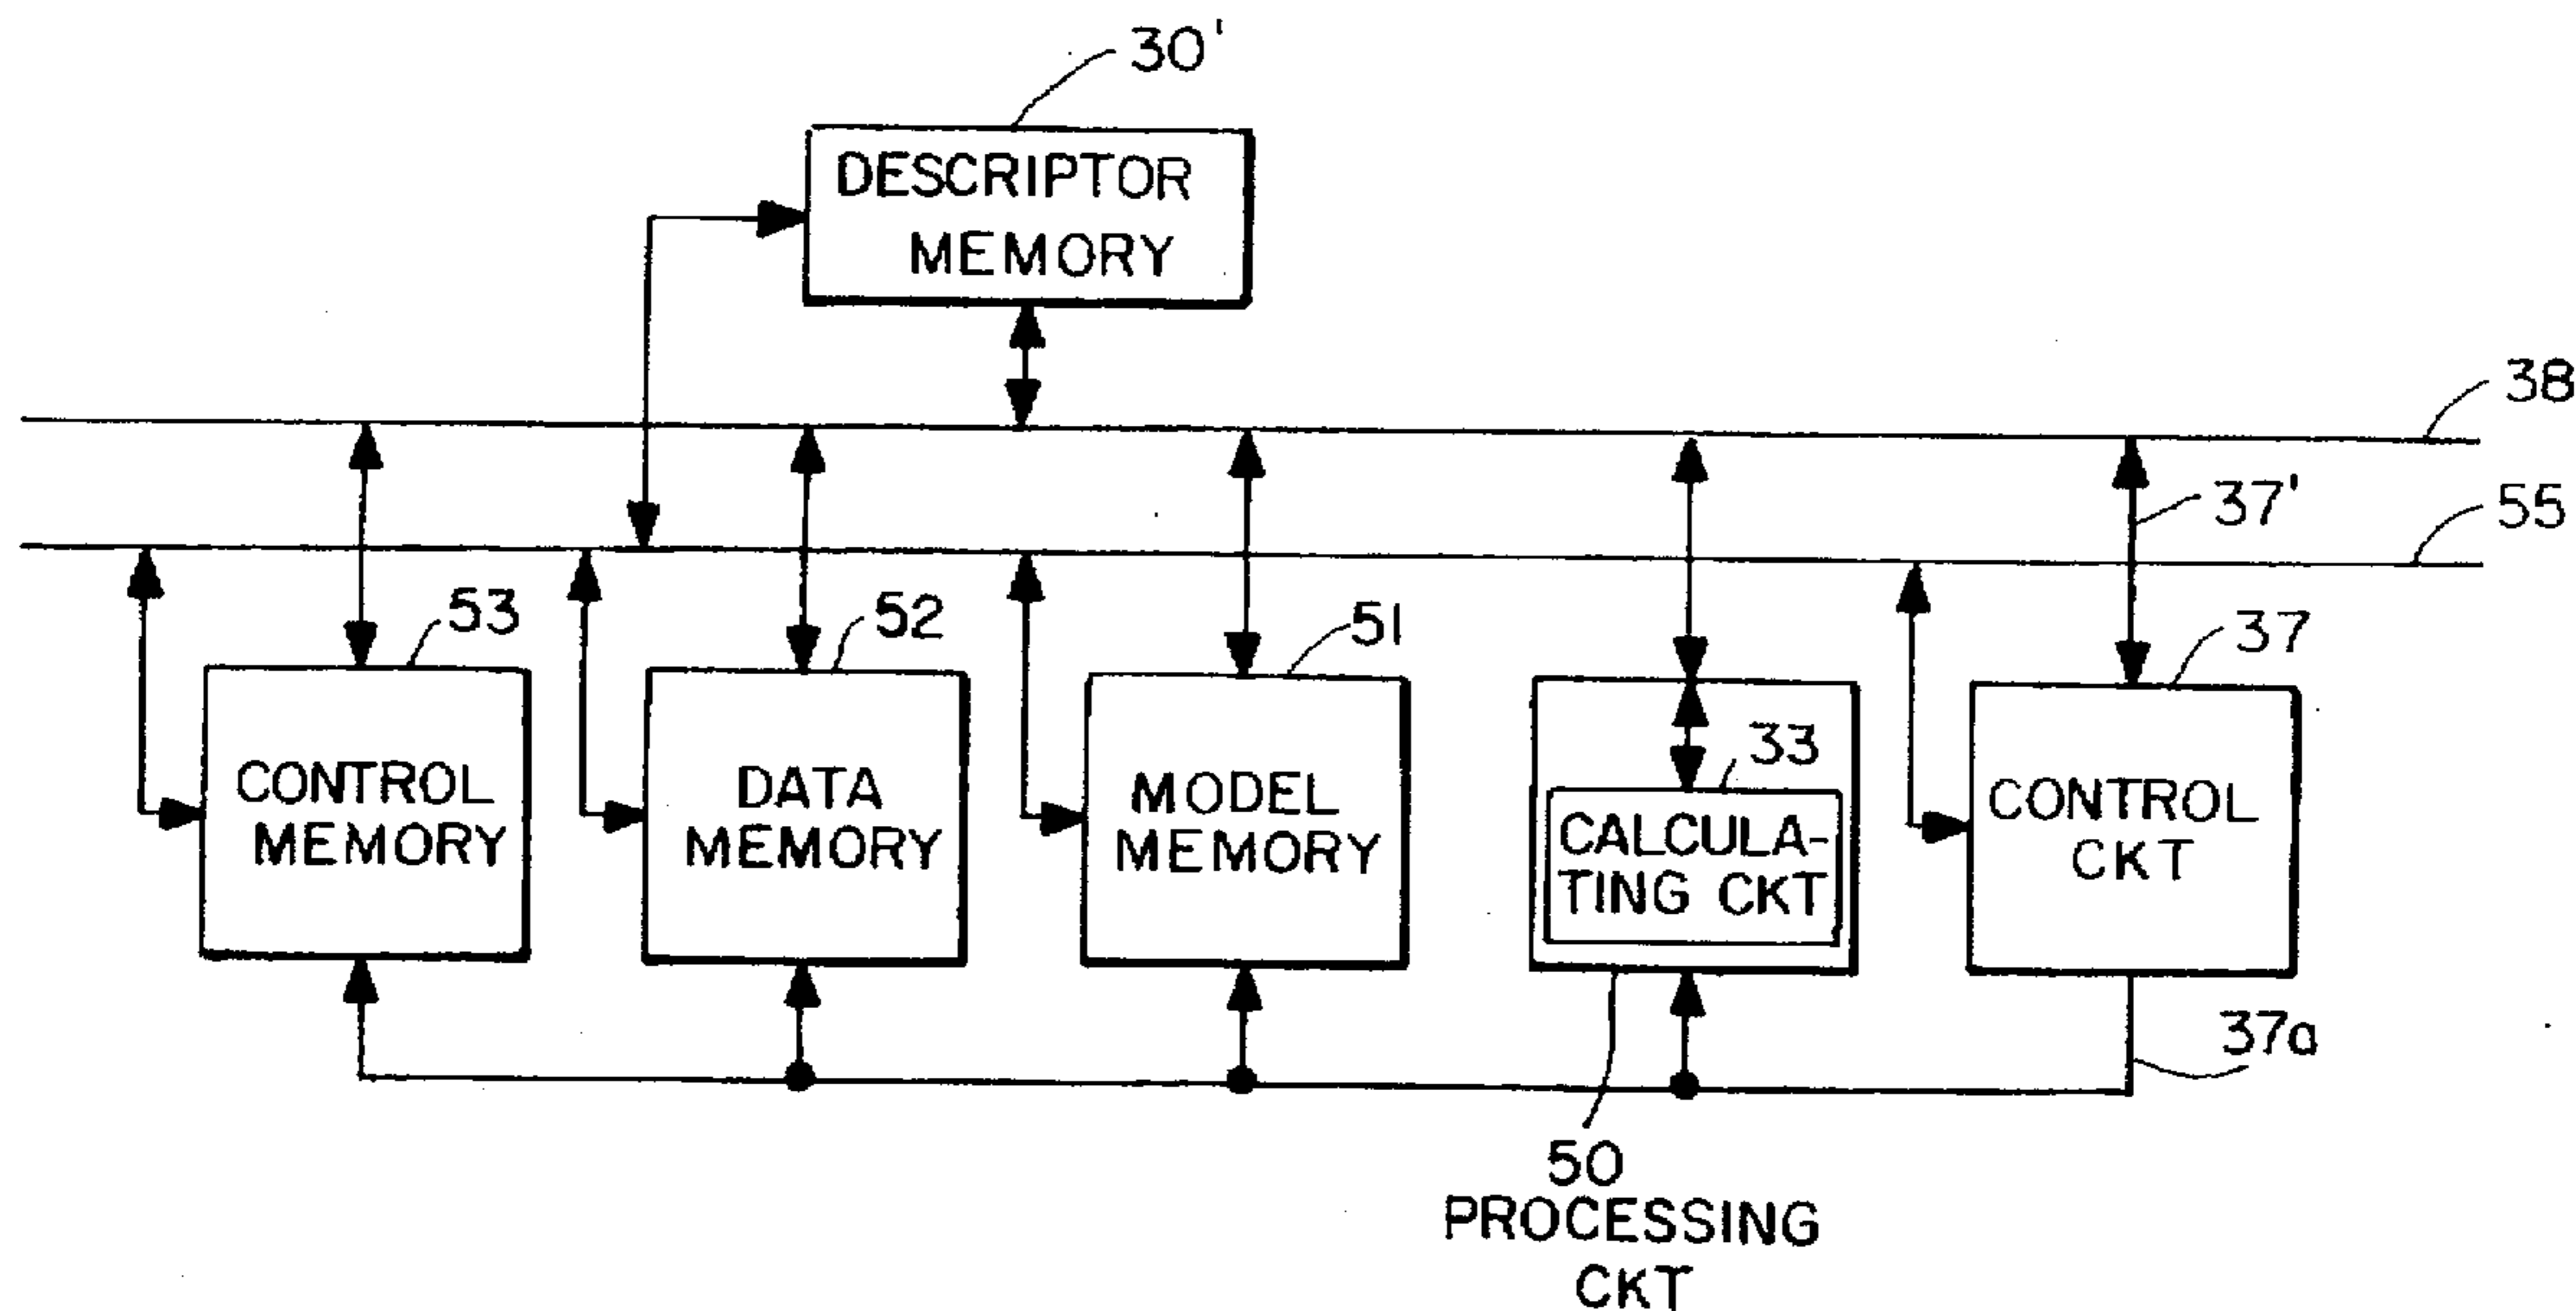 30'
DESCRIPTOR
MEMORY
38
37'
55
53
52
51
37
33
CONTROL
MEMORY
DATA
MEMORY
MODEL
MEMORY
CALCULA-
TING CKT
CONTROL
CKT
37a
50
PROCESSING
CKT